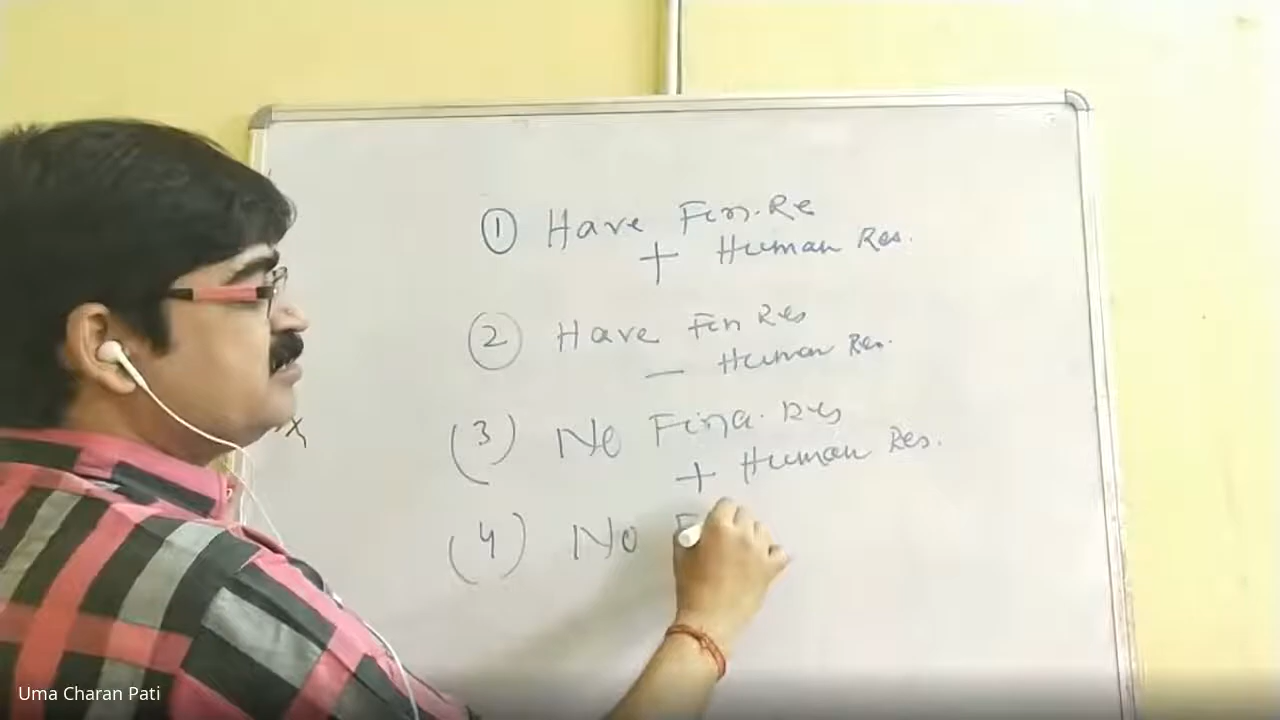 ① Have Fin. Re
+ Human Res.
② Have Fin Res
- Human Res.
(3) No Fina. Res
+ Human Res.
(4) No F
Uma Charan Pati